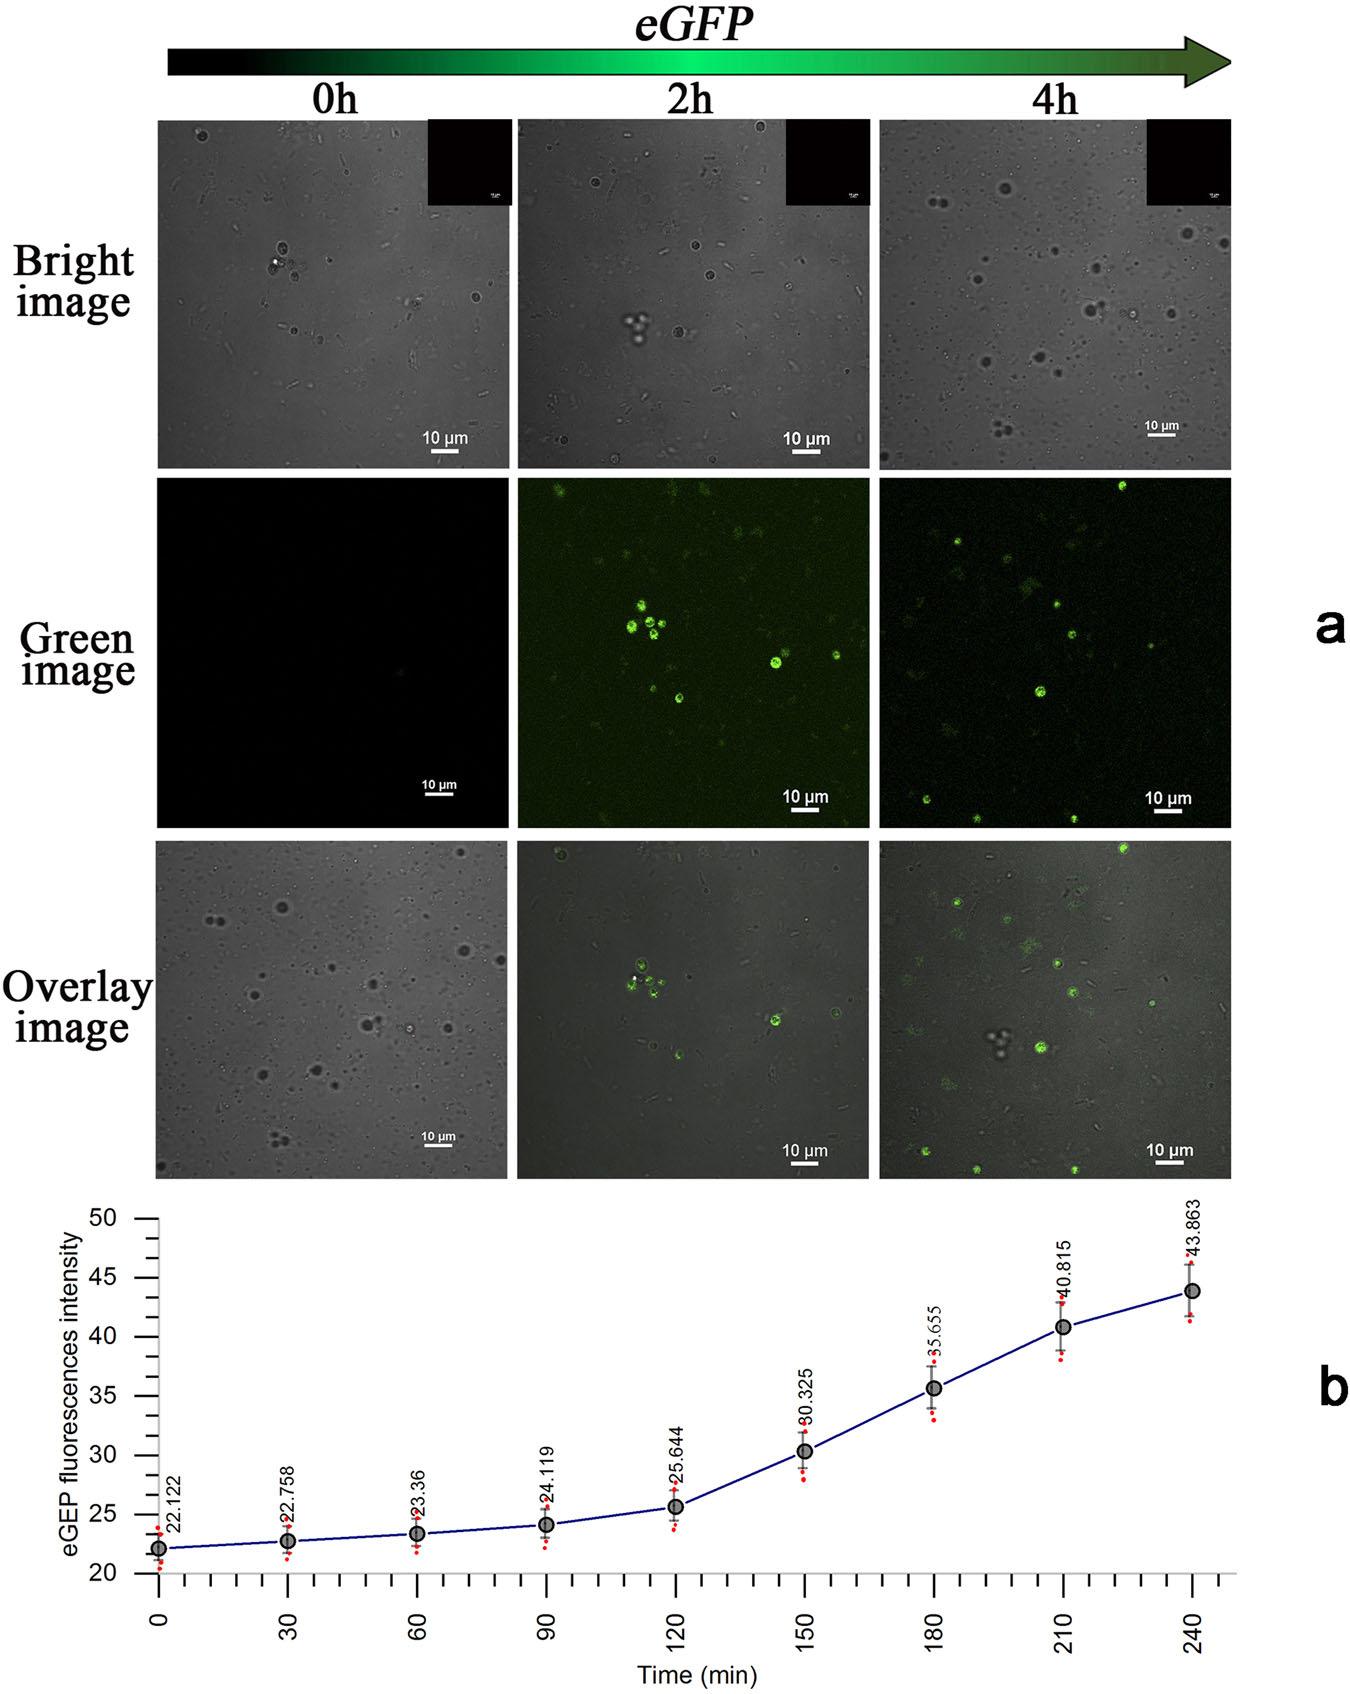 eGFP
0h 2h 4h
Bright
image
10 µm 10 µm 10 µm
Green
image
10 µm 10 µm 10 µm
a
Overlay
image
10 µm 10 µm 10 µm
b
eGEP fluorescences intensity
50
45
40
35
30
25
20
22.122 22.758 23.36 24.119 25.644 30.325 35.655 40.815 43.863
0 30 60 90 120 150 180 210 240
Time (min)